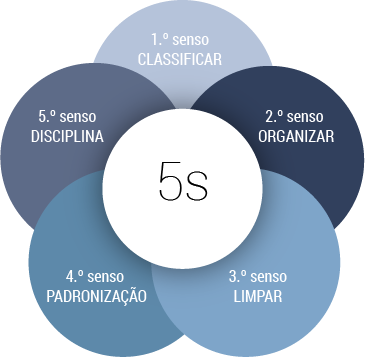 1.º senso
CLASSIFICAR
2.º senso
ORGANIZAR
3.º senso
LIMPAR
4.º senso
PADRONIZAÇÃO
5.º senso
DISCIPLINA
5s